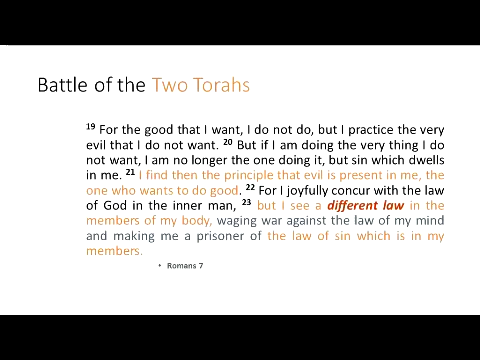 Battle of the Two Torahs
19 For the good that I want, I do not do, but I practice the very
evil that I do not want. 20 But if I am doing the very thing I do
not want, I am no longer the one doing it, but sin which dwells
in me. 21 I find then the principle that evil is present in me, the
one who wants to do good. 22 For I joyfully concur with the law
of God in the inner man, 23 but I see a different law in the
members of my body, waging war against the law of my mind
and making me a prisoner of the law of sin which is in my
members.
• Romans 7